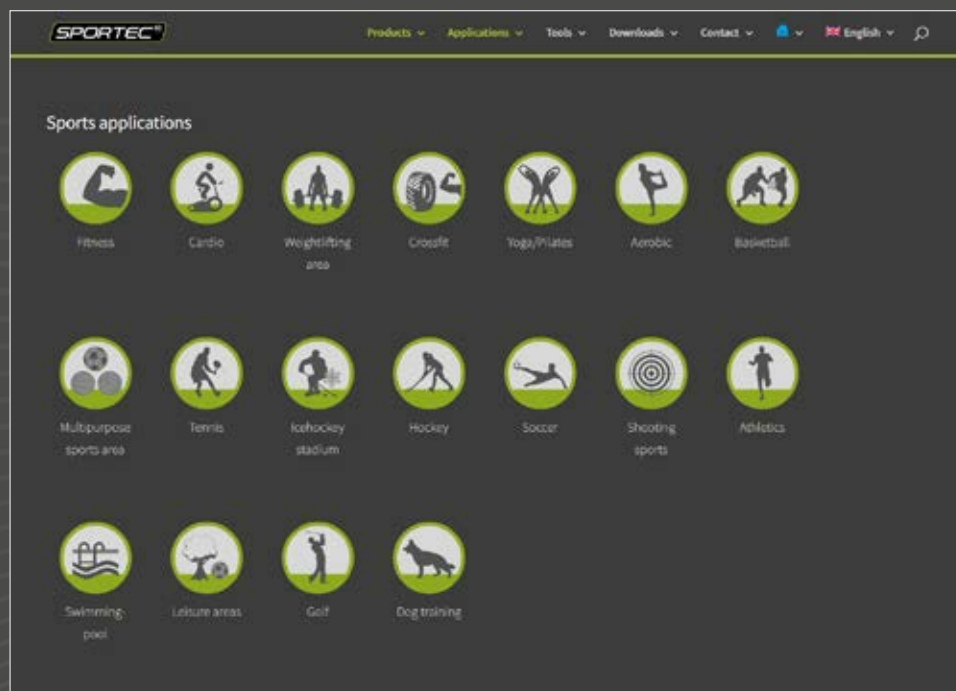 SPORTEC®
Products Applications Tools Downloads Contact English
Sports applications
Fitness Cardio Weightlifting Crossfit Yoga/Pilates Aerobic Basketball
area
Multipurpose Tennis Icehockey Hockey Soccer Shooting Athletics
sports area stadium sports
Swimming- Leisure areas Golf Dog training
pool